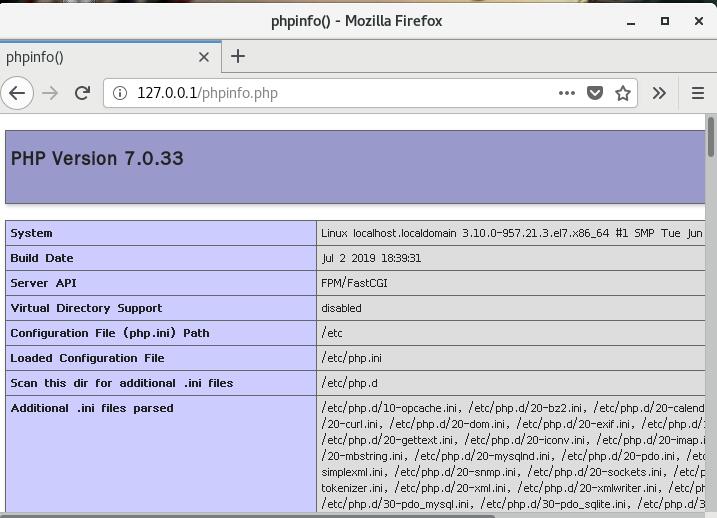 phpinfo() - Mozilla Firefox
phpinfo()
127.0.0.1/phpinfo.php
PHP Version 7.0.33
System Linux localhost.localdomain 3.10.0-957.21.3.el7.x86_64 #1 SMP Tue Jun
Build Date Jul 2 2019 18:39:31
Server API FPM/FastCGI
Virtual Directory Support disabled
Configuration File (php.ini) Path /etc
Loaded Configuration File /etc/php.ini
Scan this dir for additional .ini files /etc/php.d
Additional .ini files parsed /etc/php.d/10-opcache.ini, /etc/php.d/20-bz2.ini, /etc/php.d/20-calend
/20-curl.ini, /etc/php.d/20-dom.ini, /etc/php.d/20-exif.ini, /etc/php.d/
/etc/php.d/20-gettext.ini, /etc/php.d/20-iconv.ini, /etc/php.d/20-imap.i
/20-mbstring.ini, /etc/php.d/20-mysqlnd.ini, /etc/php.d/20-pdo.ini, /etc
simplexml.ini, /etc/php.d/20-snmp.ini, /etc/php.d/20-sockets.ini, /etc/p
tokenizer.ini, /etc/php.d/20-xml.ini, /etc/php.d/20-xmlwriter.ini, /etc/p
/etc/php.d/30-pdo_mysql.ini, /etc/php.d/30-pdo_sqlite.ini, /etc/php.d/3